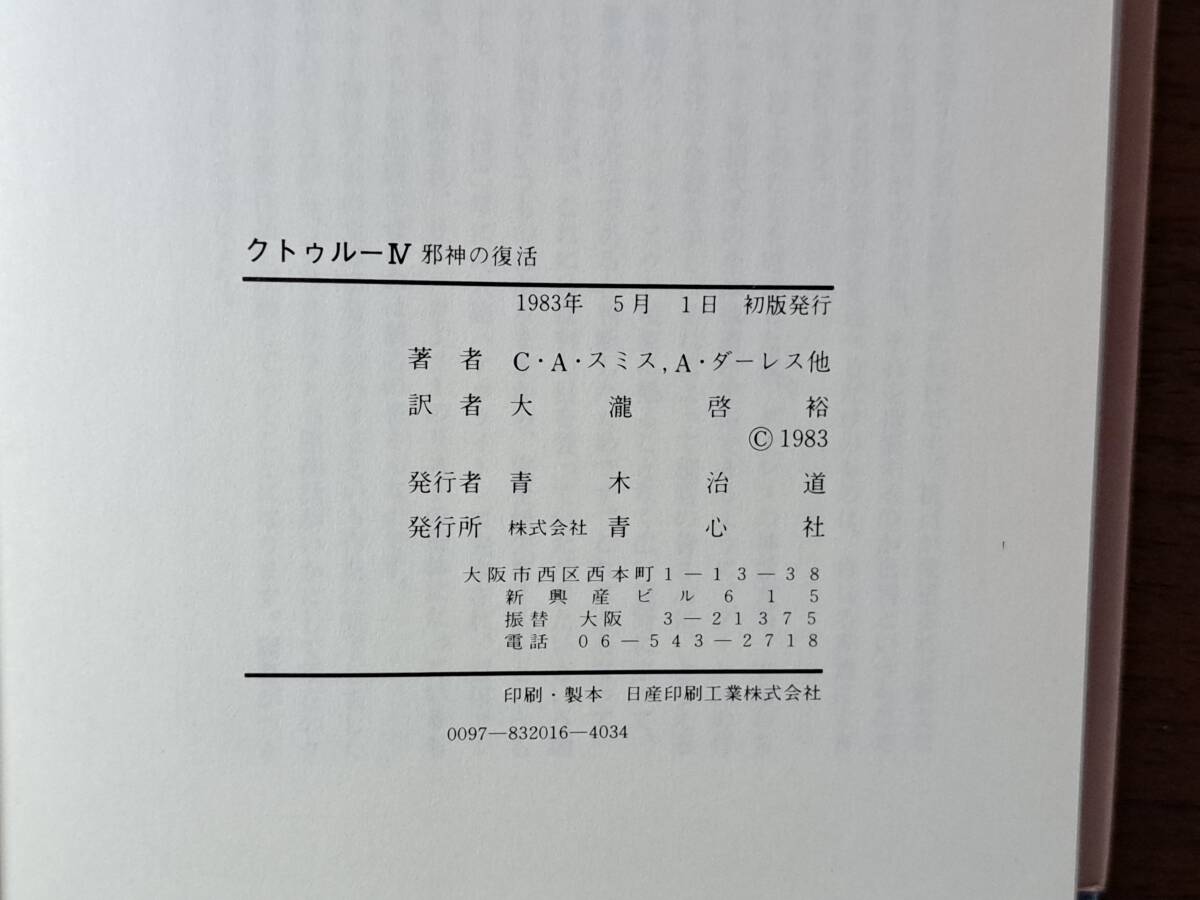 クトゥルーⅣ 邪神の復活
1983年 5月 1日 初版発行
著者 C・A・スミス,A・ダーレス他
訳者 大瀧啓裕
Ⓒ1983
発行者 青木治道
発行所 株式会社 青心社
大阪市西区西本町1―13―38
新興産ビル615
振替 大阪 3―21375
電話 06―543―2718
印刷・製本 日産印刷工業株式会社
0097―832016―4034